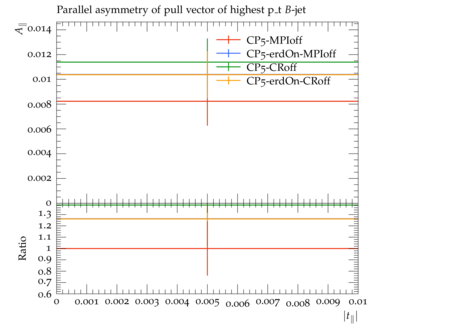 Parallel asymmetry of pull vector of highest p_t B-jet
A∥
0.014
0.012
0.01
0.008
0.006
0.004
0.002
0
CP5-MPIoff
CP5-erdOn-MPIoff
CP5-CRoff
CP5-erdOn-CRoff
Ratio
1.3
1.2
1.1
1
0.9
0.8
0.7
0.6
0 0.001 0.002 0.003 0.004 0.005 0.006 0.007 0.008 0.009 0.01
|t∥|